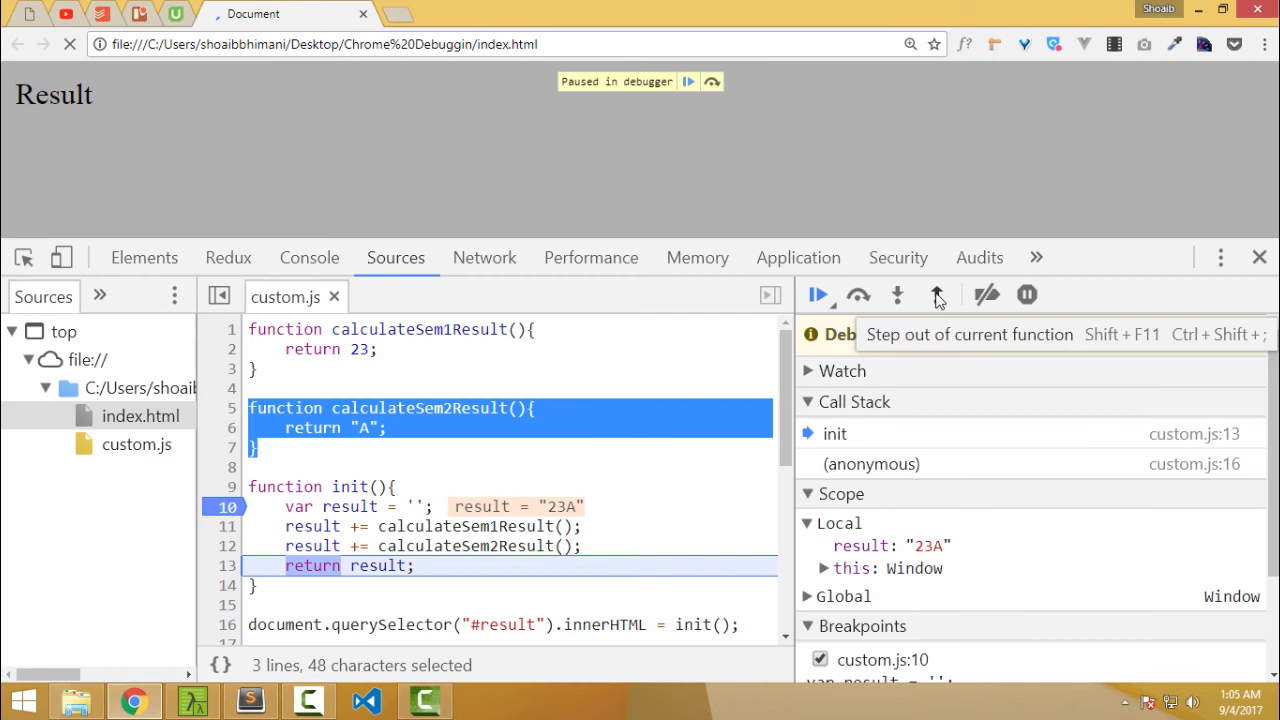 Document
Shoaib
file:///C:/Users/shoaibbhimani/Desktop/Chrome%20Debuggin/index.html
f?
Result
Paused in debugger
Elements Redux Console Sources Network Performance Memory Application Security Audits
Sources
custom.js
top
file://
C:/Users/shoaib
index.html
custom.js
1 function calculateSem1Result(){
2 return 23;
3 }
4
5 function calculateSem2Result(){
6 return "A";
7 }
8
9 function init(){
10 var result = ''; result = "23A"
11 result += calculateSem1Result();
12 result += calculateSem2Result();
13 return result;
14 }
15
16 document.querySelector("#result").innerHTML = init();
17
{} 3 lines, 48 characters selected
Deb
Step out of current function Shift + F11 Ctrl + Shift + ;
Watch
Call Stack
init custom.js:13
(anonymous) custom.js:16
Scope
Local
result: "23A"
this: Window
Global Window
Breakpoints
custom.js:10
var result = '';
1:05 AM
9/4/2017